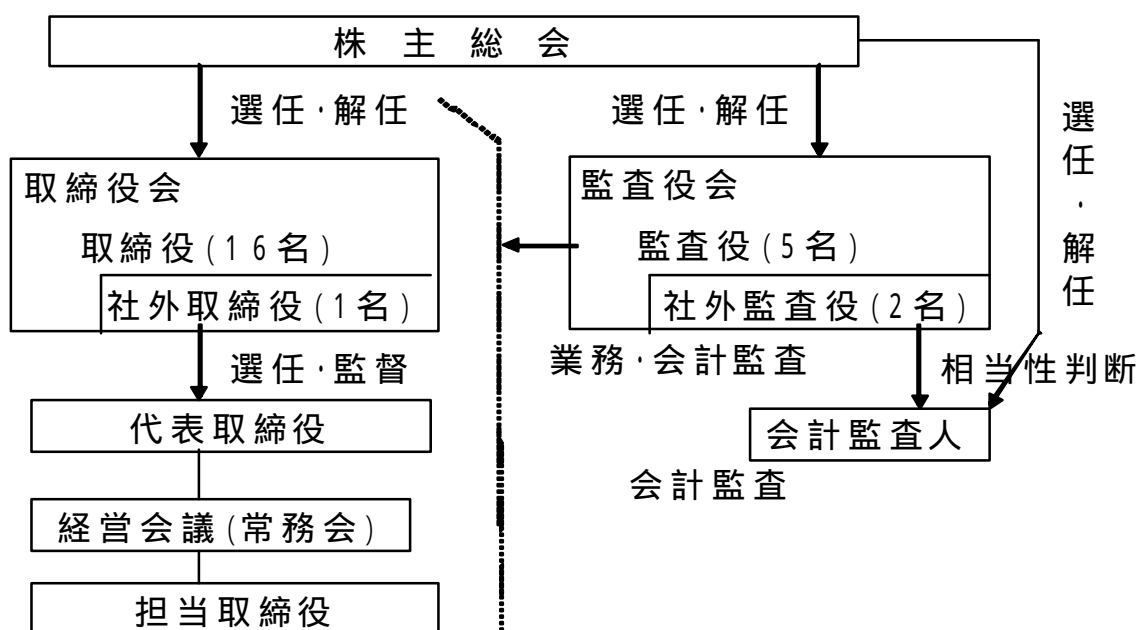 株主総会
選任・解任
選任・解任
選任・解任
取締役会
取締役(16名)
社外取締役(1名)
監査役会
監査役(5名)
社外監査役(2名)
選任・監督
業務・会計監査
相当性判断
代表取締役
会計監査人
会計監査
経営会議(常務会)
担当取締役